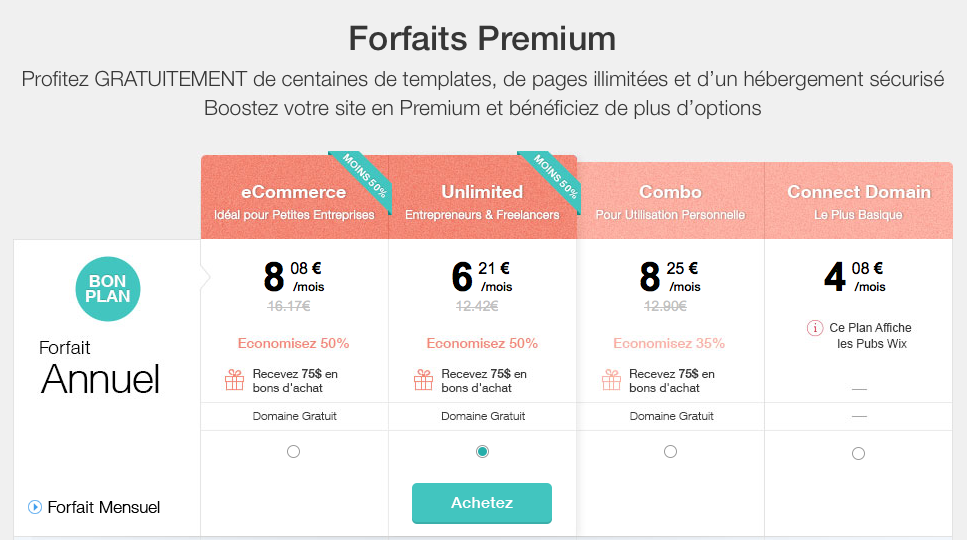 Forfaits Premium
Profitez GRATUITEMENT de centaines de templates, de pages illimitées et d'un hébergement sécurisé
Boostez votre site en Premium et bénéficiez de plus d'options
MOINS 50%
MOINS 50%
eCommerce
Idéal pour Petites Entreprises
Unlimited
Entrepreneurs & Freelancers
Combo
Pour Utilisation Personnelle
Connect Domain
Le Plus Basique
BON
PLAN
Forfait
Annuel
Forfait Mensuel
8 08 €
/mois
16.17€
Economisez 50%
Recevez 75$ en
bons d'achat
Domaine Gratuit
6 21 €
/mois
12.42€
Economisez 50%
Recevez 75$ en
bons d'achat
Domaine Gratuit
Achetez
8 25 €
/mois
12.90€
Economisez 35%
Recevez 75$ en
bons d'achat
Domaine Gratuit
4 08 €
/mois
i Ce Plan Affiche
les Pubs Wix
—
—